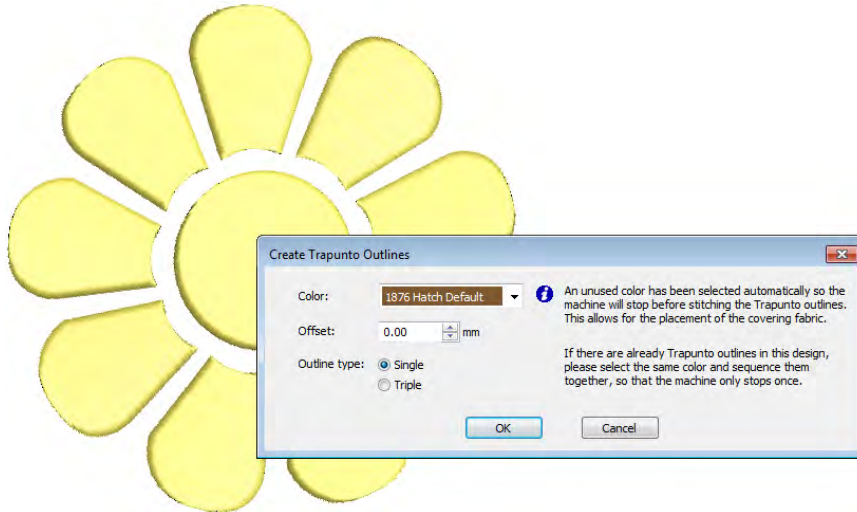 Create Trapunto Outlines
Color:
1876 Hatch Default
An unused color has been selected automatically so the
machine will stop before stitching the Trapunto outlines.
This allows for the placement of the covering fabric.
Offset:
0.00
mm
If there are already Trapunto outlines in this design,
please select the same color and sequence them
together, so that the machine only stops once.
Outline type:
Single
Triple
OK
Cancel